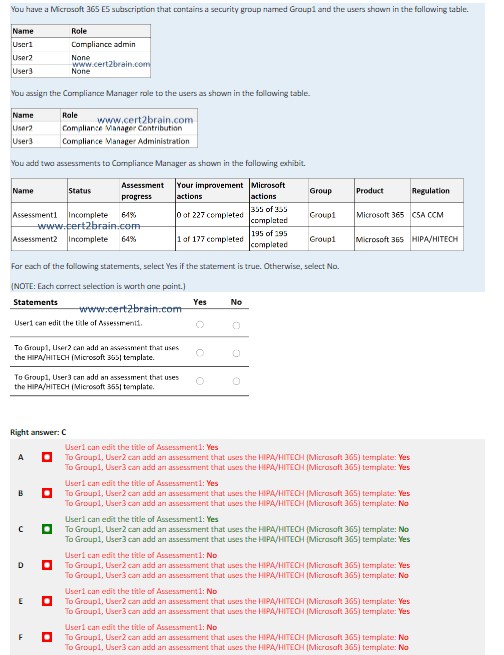 You have a Microsoft 365 E5 subscription that contains a security group named Group1 and the users shown in the following table.
Name Role
User1 Compliance admin
User2 None
www.cert2brain.com
User3 None
You assign the Compliance Manager role to the users as shown in the following table.
Name Role
www.cert2brain.com
User2 Compliance Manager Contribution
User3 Compliance Manager Administration
You add two assessments to Compliance Manager as shown in the following exhibit.
Name Status Assessment progress Your improvement actions Microsoft actions Group Product Regulation
Assessment1 Incomplete 64% 0 of 227 completed 355 of 355 completed Group1 Microsoft 365 CSA CCM
www.cert2brain.com
Assessment2 Incomplete 64% 1 of 177 completed 195 of 195 completed Group1 Microsoft 365 HIPA/HITECH
For each of the following statements, select Yes if the statement is true. Otherwise, select No.
(NOTE: Each correct selection is worth one point.)
Statements Yes No
www.cert2brain.com
User1 can edit the title of Assessment1.
To Group1, User2 can add an assessment that uses
the HIPA/HITECH (Microsoft 365) template.
To Group1, User3 can add an assessment that uses
the HIPA/HITECH (Microsoft 365) template.
Right answer: C
A
User1 can edit the title of Assessment1: Yes
To Group1, User2 can add an assessment that uses the HIPA/HITECH (Microsoft 365) template: Yes
To Group1, User3 can add an assessment that uses the HIPA/HITECH (Microsoft 365) template: Yes
B
User1 can edit the title of Assessment1: Yes
To Group1, User2 can add an assessment that uses the HIPA/HITECH (Microsoft 365) template: Yes
To Group1, User3 can add an assessment that uses the HIPA/HITECH (Microsoft 365) template: No
C
User1 can edit the title of Assessment1: Yes
To Group1, User2 can add an assessment that uses the HIPA/HITECH (Microsoft 365) template: No
To Group1, User3 can add an assessment that uses the HIPA/HITECH (Microsoft 365) template: Yes
D
User1 can edit the title of Assessment1: No
To Group1, User2 can add an assessment that uses the HIPA/HITECH (Microsoft 365) template: Yes
To Group1, User3 can add an assessment that uses the HIPA/HITECH (Microsoft 365) template: No
E
User1 can edit the title of Assessment1: No
To Group1, User2 can add an assessment that uses the HIPA/HITECH (Microsoft 365) template: Yes
To Group1, User3 can add an assessment that uses the HIPA/HITECH (Microsoft 365) template: Yes
F
User1 can edit the title of Assessment1: No
To Group1, User2 can add an assessment that uses the HIPA/HITECH (Microsoft 365) template: No
To Group1, User3 can add an assessment that uses the HIPA/HITECH (Microsoft 365) template: No